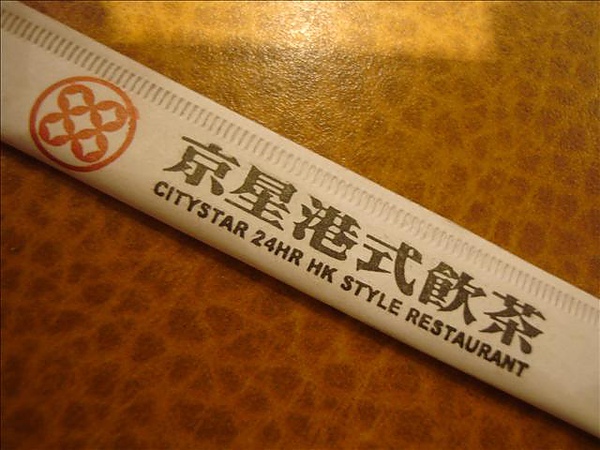 京星港式飲茶
CITYSTAR 24HR HK STYLE RESTAURANT